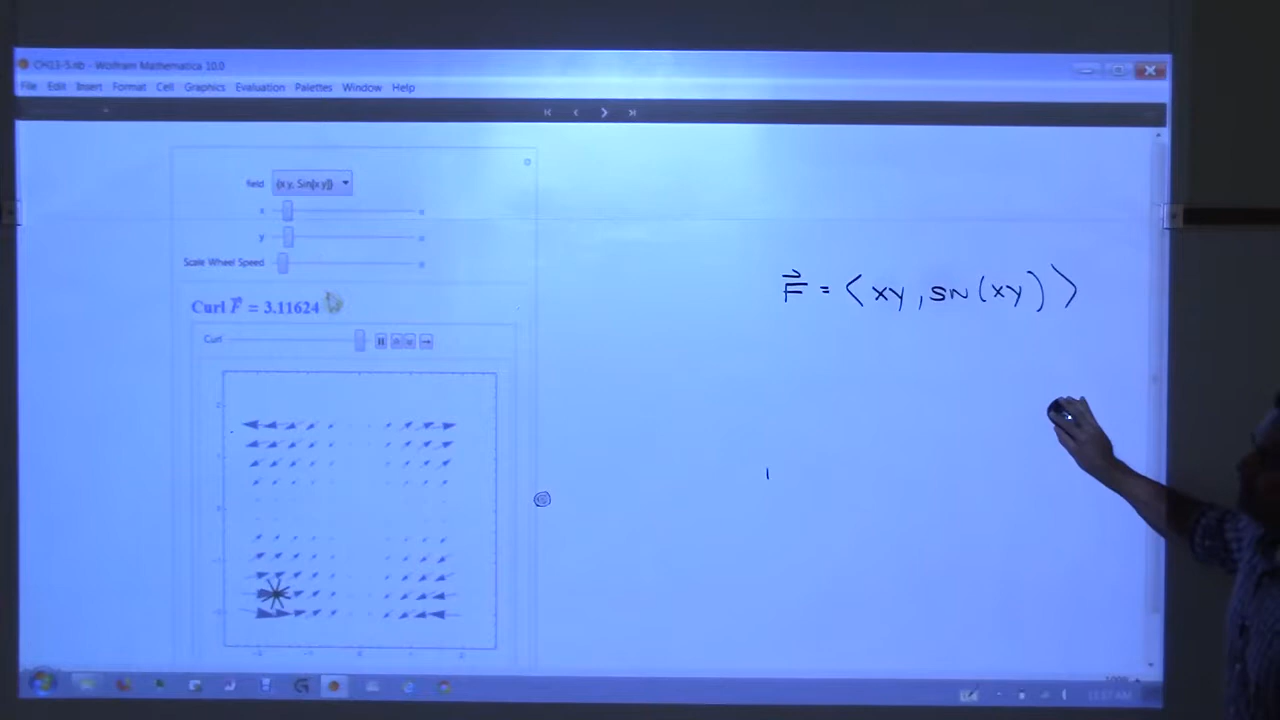 CH13-5.nb - Wolfram Mathematica 10.0
File Edit Insert Format Cell Graphics Evaluation Palettes Window Help
field {x y, Sin[x y]}
x
y
Scale Wheel Speed
Curl F⃗ = 3.11624
Curl
F⃗ = ⟨ xy , SIN (xy) ⟩